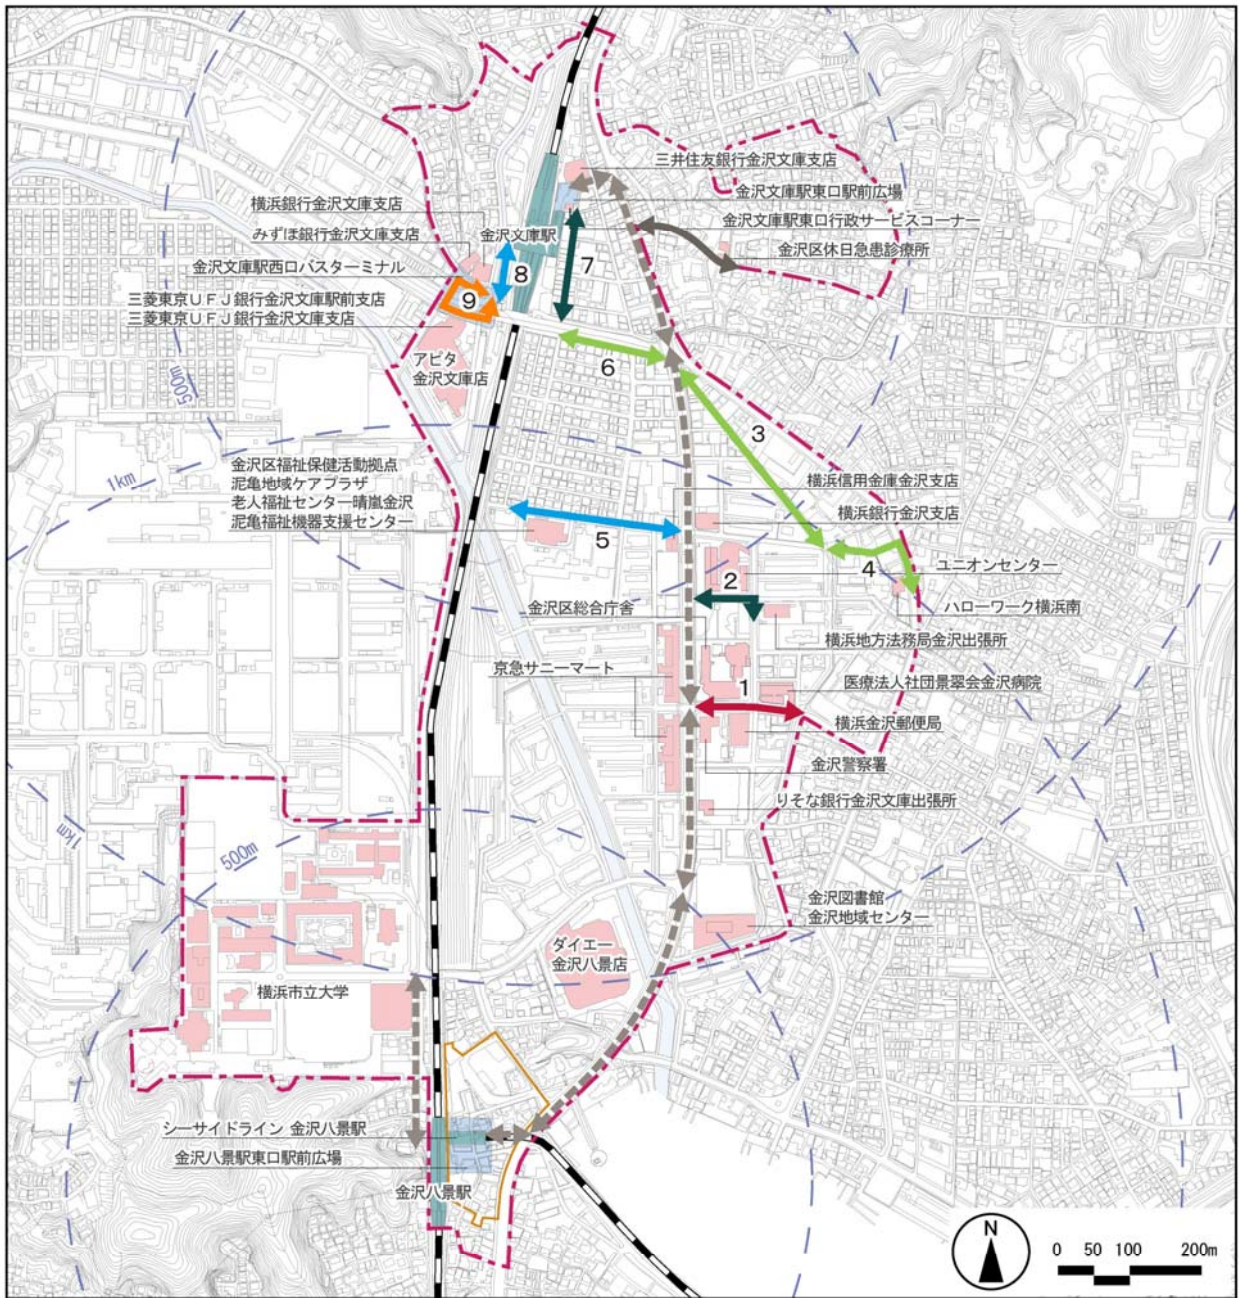 三井住友銀行金沢文庫支店
金沢文庫駅東口駅前広場
横浜銀行金沢文庫支店
金沢文庫駅東口行政サービスコーナー
みずほ銀行金沢文庫支店
金沢文庫駅
金沢区休日急患診療所
金沢文庫駅西口バスターミナル
8
7
9
三菱東京UFJ銀行金沢文庫駅前支店
三菱東京UFJ銀行金沢文庫支店
アピタ
金沢文庫店
6
500m
3
1km
金沢区福祉保健活動拠点
泥亀地域ケアプラザ
老人福祉センター晴嵐金沢
泥亀福祉機器支援センター
横浜信用金庫金沢支店
横浜銀行金沢支店
5
4
ユニオンセンター
2
ハローワーク横浜南
金沢区総合庁舎
横浜地方法務局金沢出張所
京急サニーマート
医療法人社団景翠会金沢病院
1
横浜金沢郵便局
金沢警察署
りそな銀行金沢文庫出張所
1km
500m
金沢図書館
金沢地域センター
ダイエー
金沢八景店
横浜市立大学
シーサイドライン 金沢八景駅
金沢八景駅東口駅前広場
金沢八景駅
N
0 50 100 200m